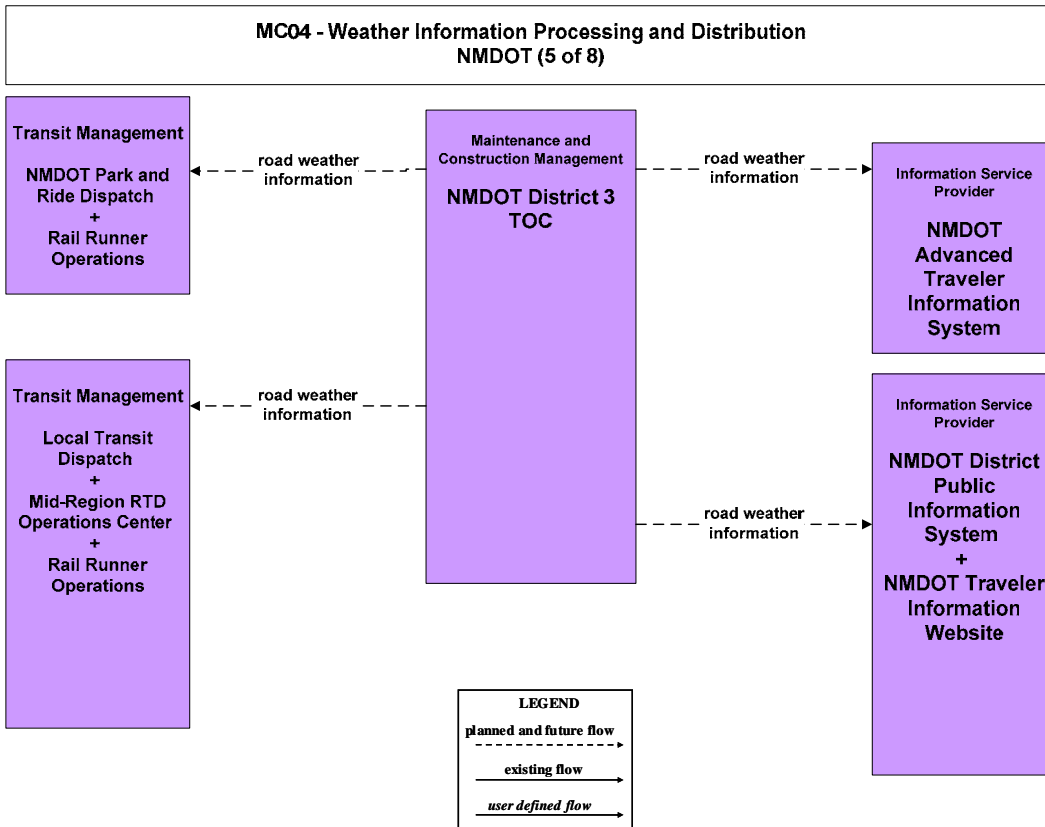 MC04 - Weather Information Processing and Distribution
NMDOT (5 of 8)
Transit Management
NMDOT Park and
Ride Dispatch
+
Rail Runner
Operations
road weather
information
Maintenance and
Construction Management
NMDOT District 3
TOC
road weather
information
Information Service
Provider
NMDOT
Advanced
Traveler
Information
System
Transit Management
Local Transit
Dispatch
+
Mid-Region RTD
Operations Center
+
Rail Runner
Operations
road weather
information
road weather
information
Information Service
Provider
NMDOT District
Public
Information
System
+
NMDOT Traveler
Information
Website
LEGEND
planned and future flow
existing flow
user defined flow